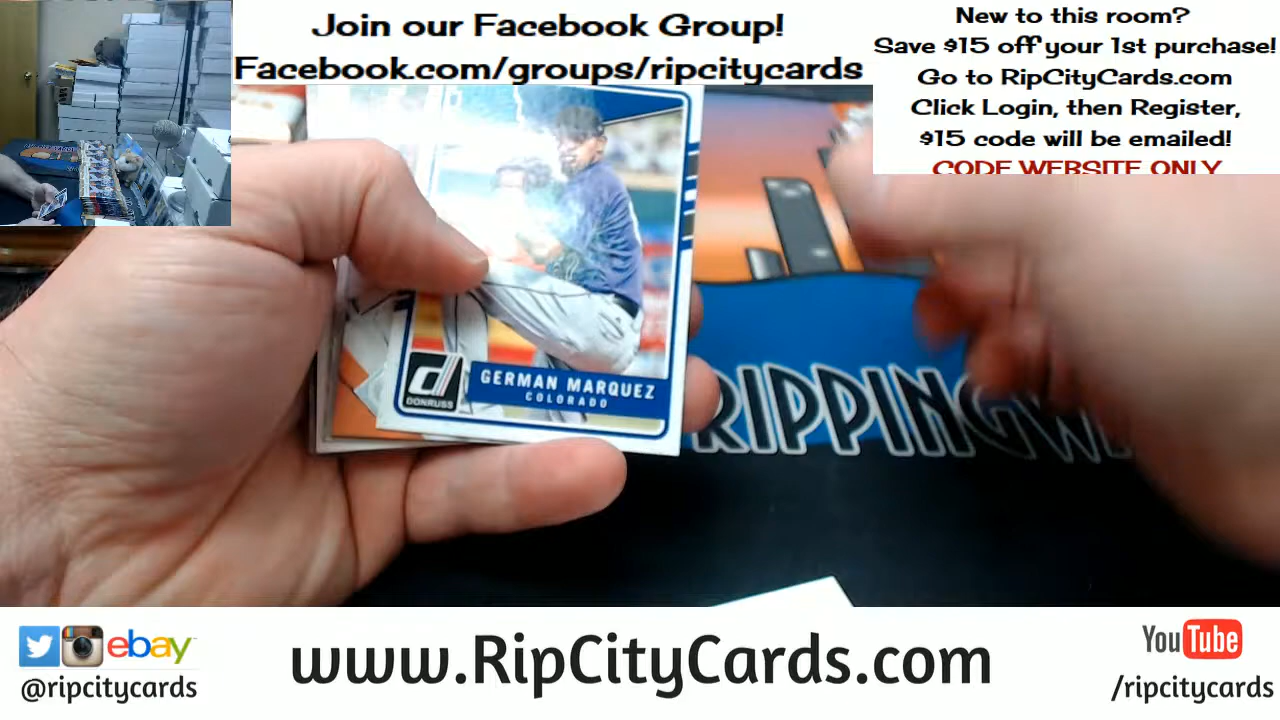 Join our Facebook Group!
Facebook.com/groups/ripcitycards
New to this room?
Save $15 off your 1st purchase!
Go to RipCityCards.com
Click Login, then Register,
$15 code will be emailed!
CODE WEBSITE ONLY
GERMAN MARQUEZ
COLORADO
d
DONRUSS
RIPPINGW
ebay
@ripcitycards
www.RipCityCards.com
YouTube
/ripcitycards